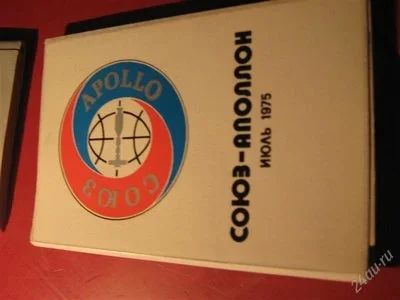 APOLLO
СОЮЗ
СОЮЗ-АПОЛЛОН
ИЮЛЬ 1975
24au.ru